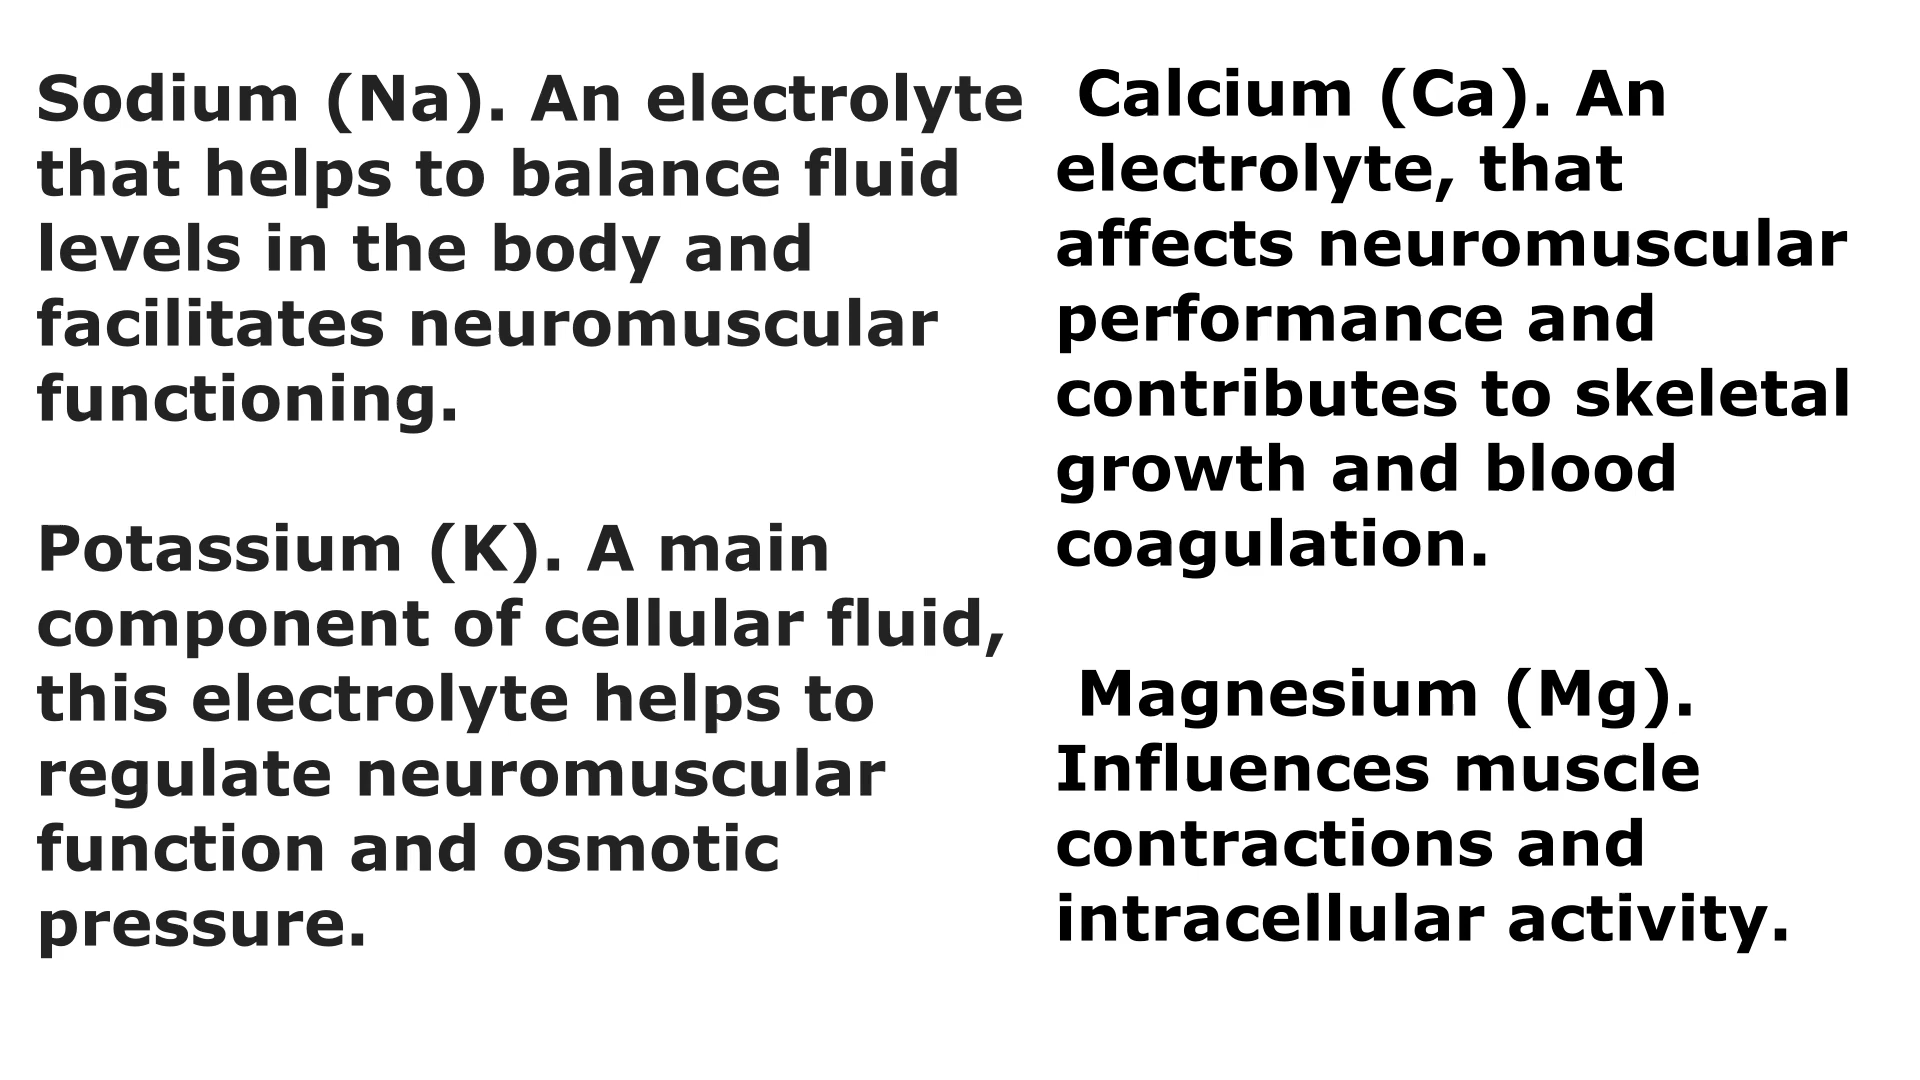 Sodium (Na). An electrolyte
that helps to balance fluid
levels in the body and
facilitates neuromuscular
functioning.
Potassium (K). A main
component of cellular fluid,
this electrolyte helps to
regulate neuromuscular
function and osmotic
pressure.
Calcium (Ca). An
electrolyte, that
affects neuromuscular
performance and
contributes to skeletal
growth and blood
coagulation.
Magnesium (Mg).
Influences muscle
contractions and
intracellular activity.